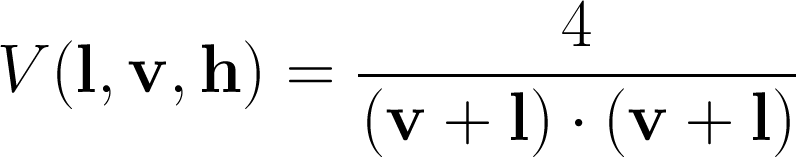 V(𝐥, 𝐯, 𝐡) = 4 / ((𝐯 + 𝐥) · (𝐯 + 𝐥))